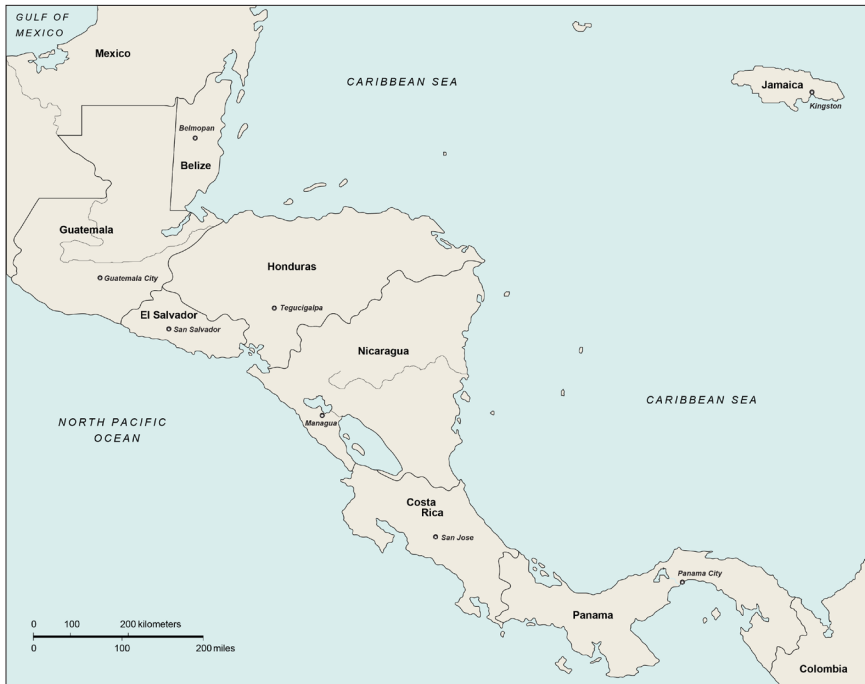 GULF OF
MEXICO
Mexico
CARIBBEAN SEA
Jamaica
Kingston
Belmopan
Belize
Guatemala
Guatemala City
Honduras
Tegucigalpa
El Salvador
San Salvador
Nicaragua
Managua
CARIBBEAN SEA
NORTH PACIFIC
OCEAN
Costa
Rica
San Jose
Panama City
Panama
Colombia
0 100 200 kilometers
0 100 200 miles